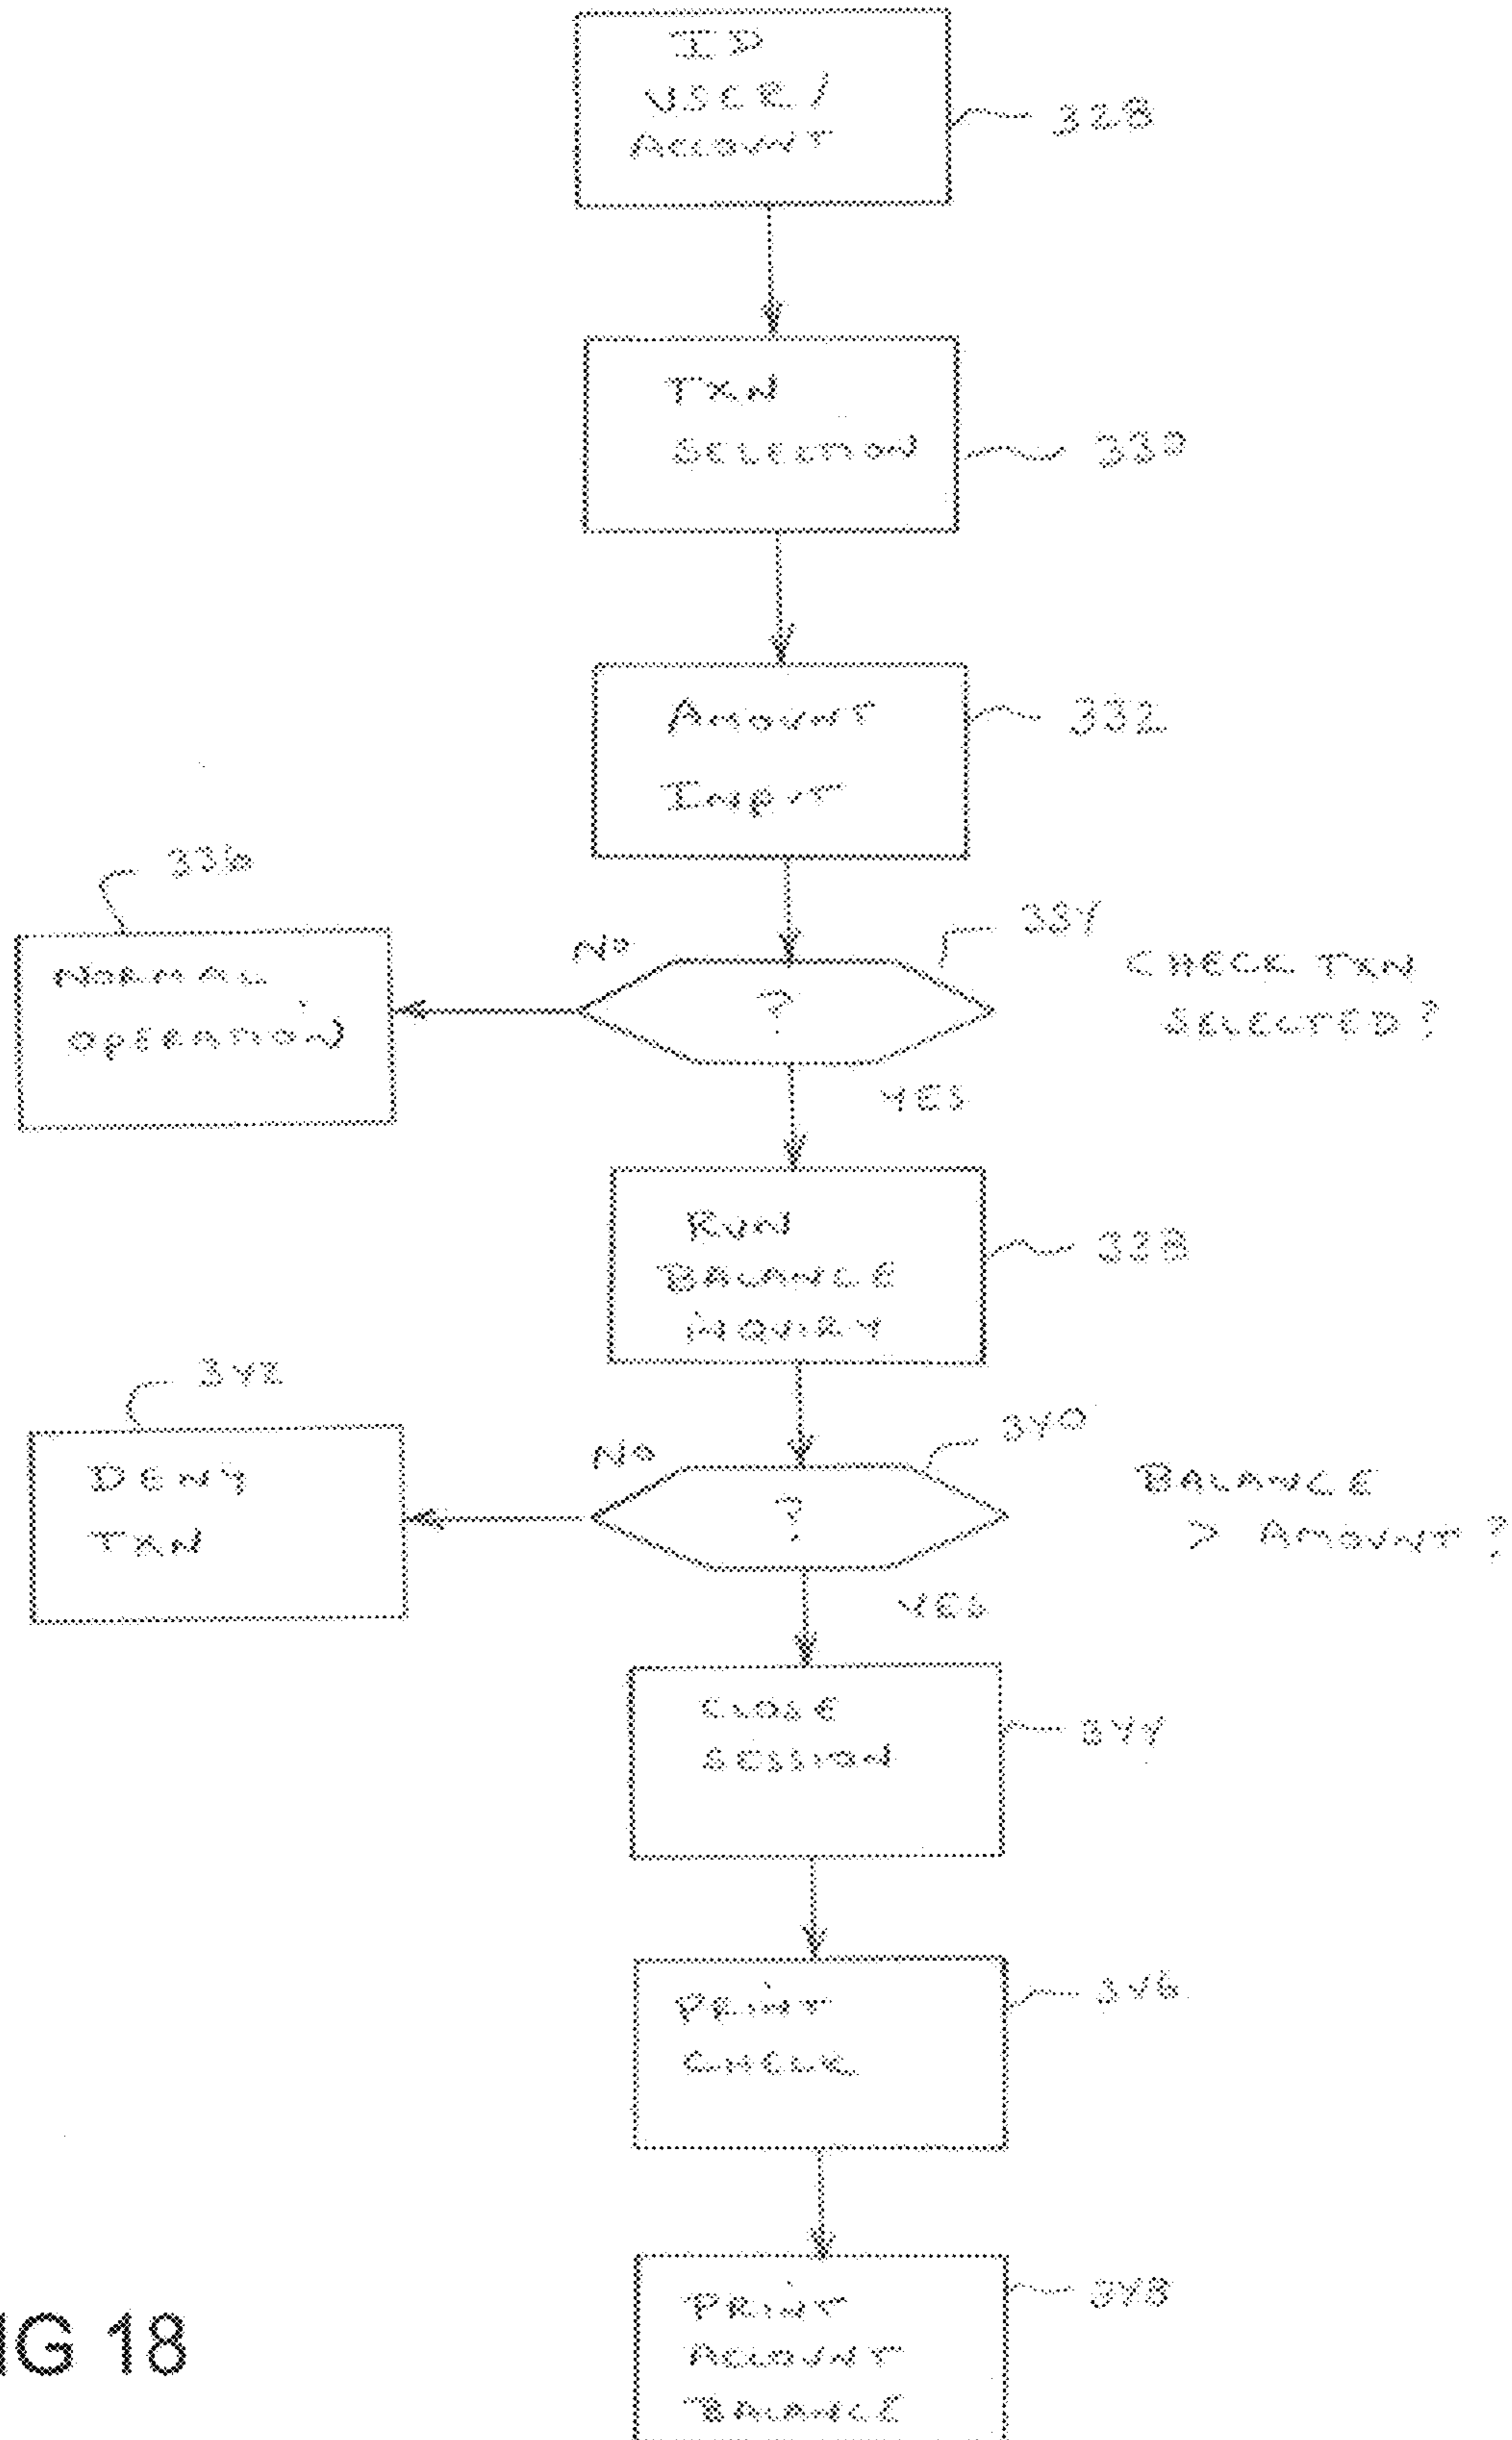 ID
USER/
ACCOUNT
328
TXN
SELECTION
330
AMOUNT
INPUT
332
336
NORMAL
OPERATION
NO
?
334
CHECK TXN
SELECTED?
YES
RUN
BALANCE
INQUIRY
328
342
DENY
TXN
NO
?
340
BALANCE
> AMOUNT?
YES
CLOSE
SESSION
344
PRINT
CHECK
346
PRINT
ACCOUNT
BALANCE
348
IG 18